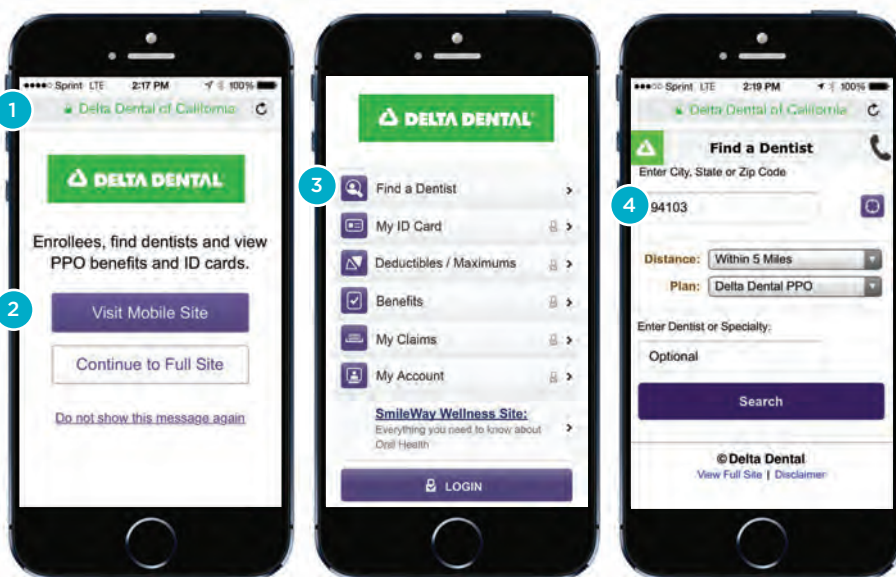 Sprint LTE 2:17 PM 100%
1
Delta Dental of California
DELTA DENTAL
Enrollees, find dentists and view
PPO benefits and ID cards.
2
Visit Mobile Site
Continue to Full Site
Do not show this message again
DELTA DENTAL
3
Find a Dentist
My ID Card
Deductibles / Maximums
Benefits
My Claims
My Account
SmileWay Wellness Site:
Everything you need to know about
Oral Health
LOGIN
Sprint LTE 2:19 PM 100%
Delta Dental of California
Find a Dentist
Enter City, State or Zip Code
4
94103
Distance: Within 5 Miles
Plan: Delta Dental PPO
Enter Dentist or Specialty:
Optional
Search
© Delta Dental
View Full Site | Disclaimer